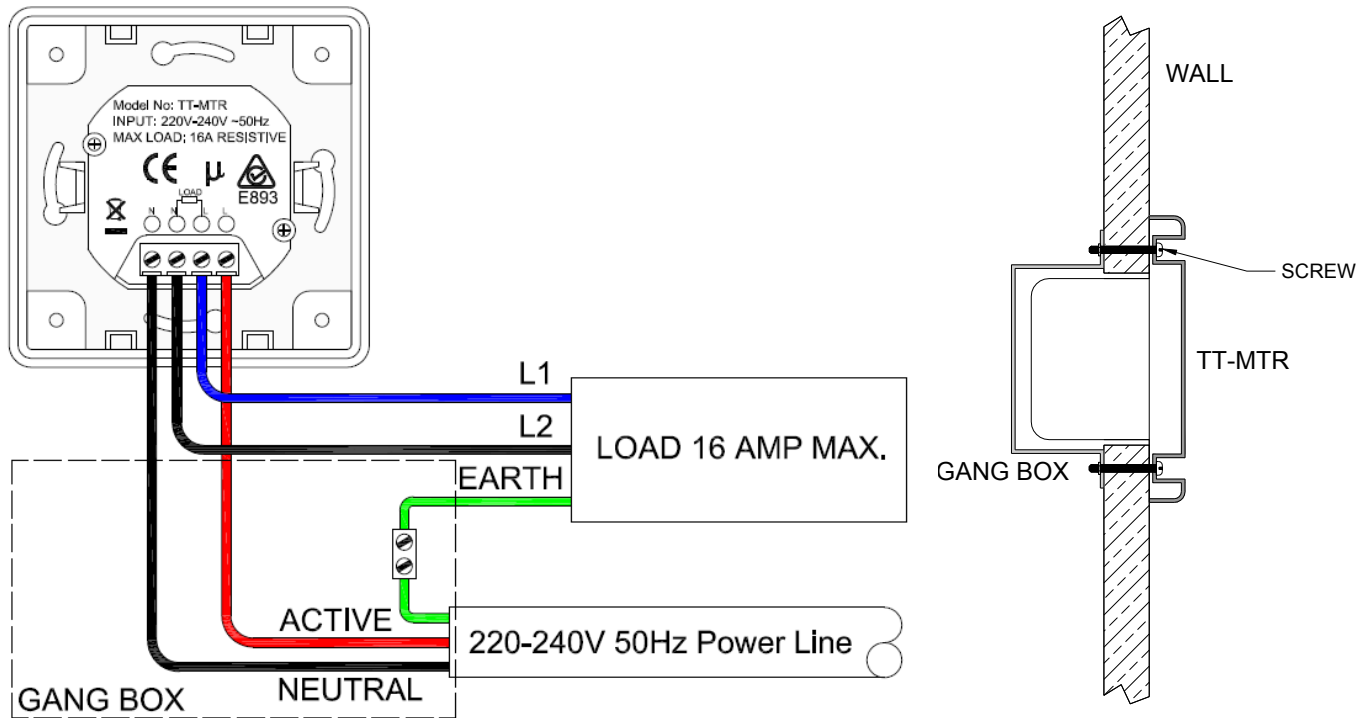 Model No: TT-MTR
INPUT: 220V-240V ~50Hz
MAX LOAD; 16A RESISTIVE
CE µ
E893
LOAD
N N L L
L1
L2
EARTH
LOAD 16 AMP MAX.
ACTIVE
NEUTRAL
220-240V 50Hz Power Line
GANG BOX
WALL
SCREW
TT-MTR
GANG BOX